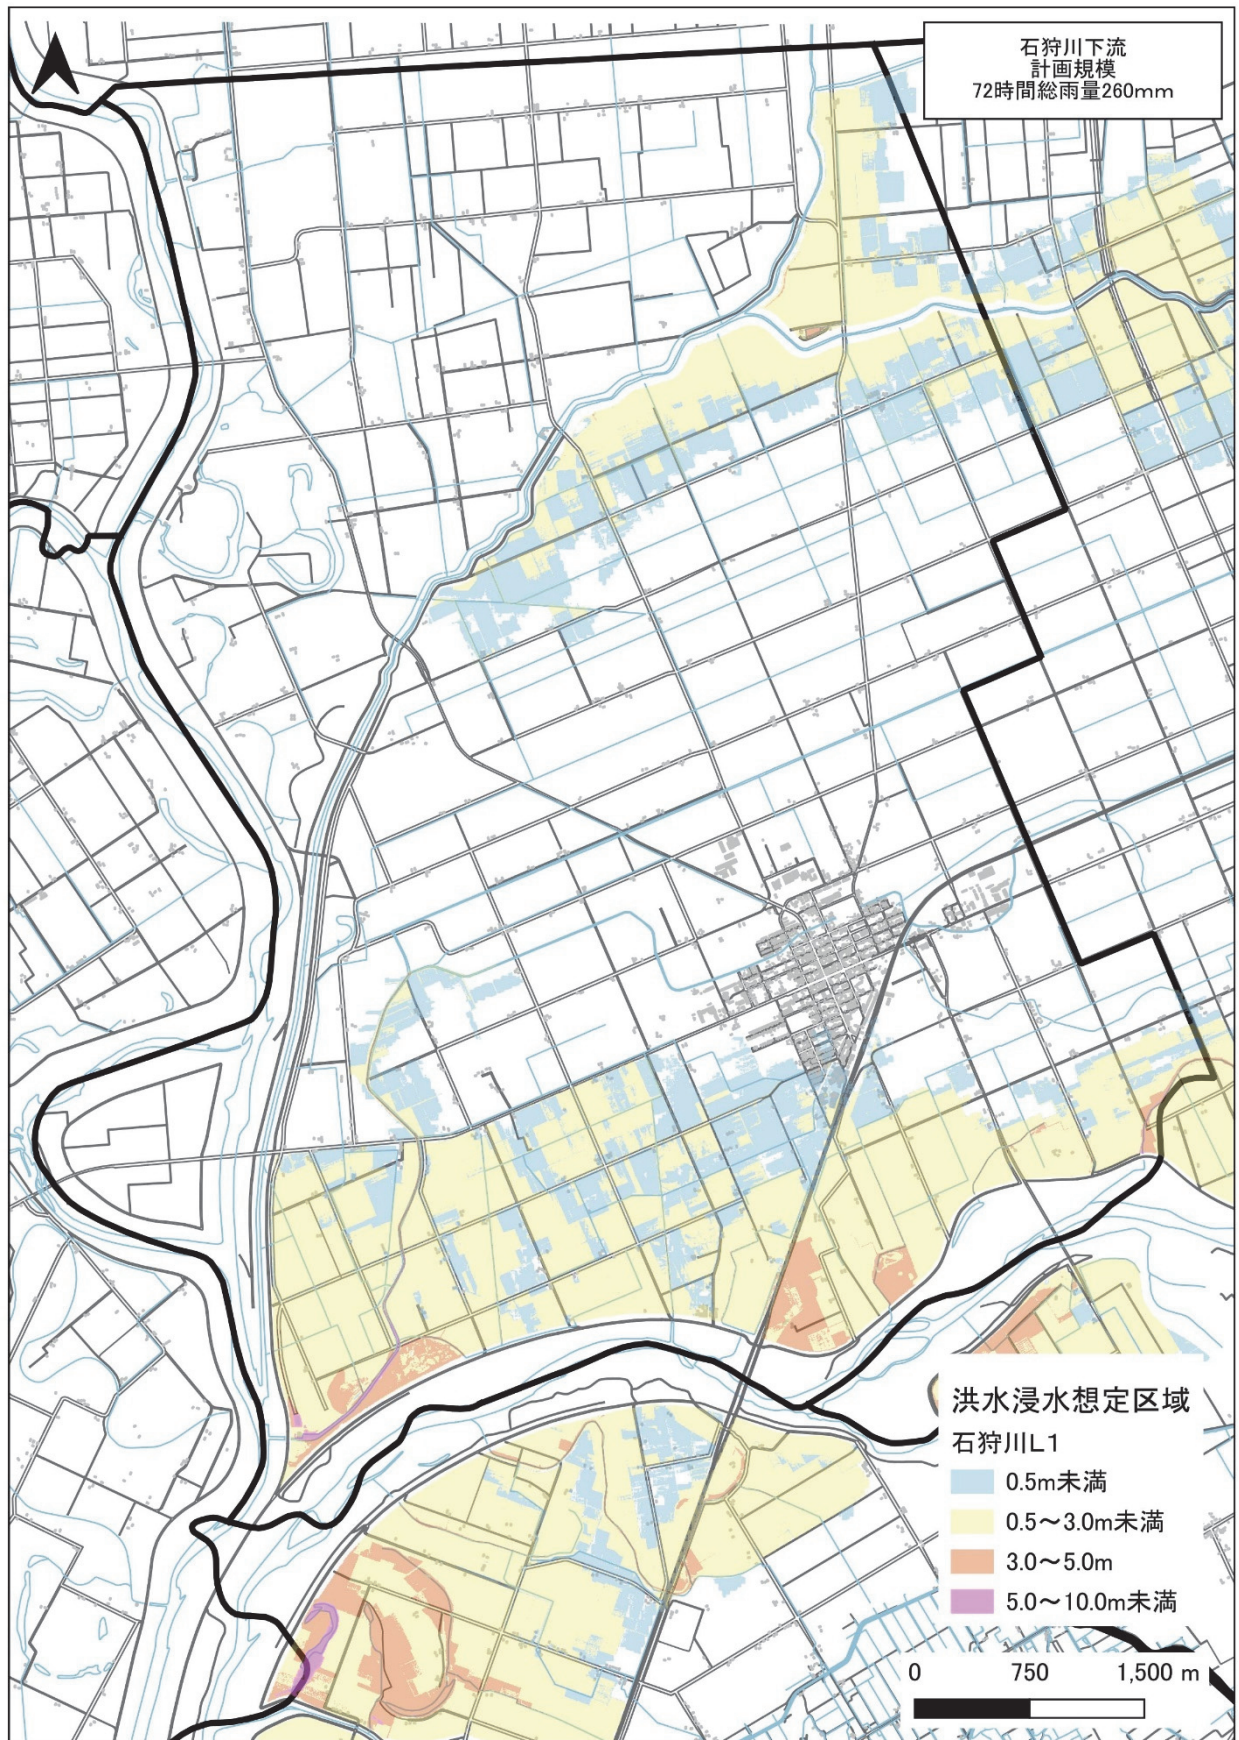 石狩川下流
計画規模
72時間総雨量260mm
洪水浸水想定区域
石狩川L1
0.5m未満
0.5～3.0m未満
3.0～5.0m
5.0～10.0m未満
0 750 1,500 m